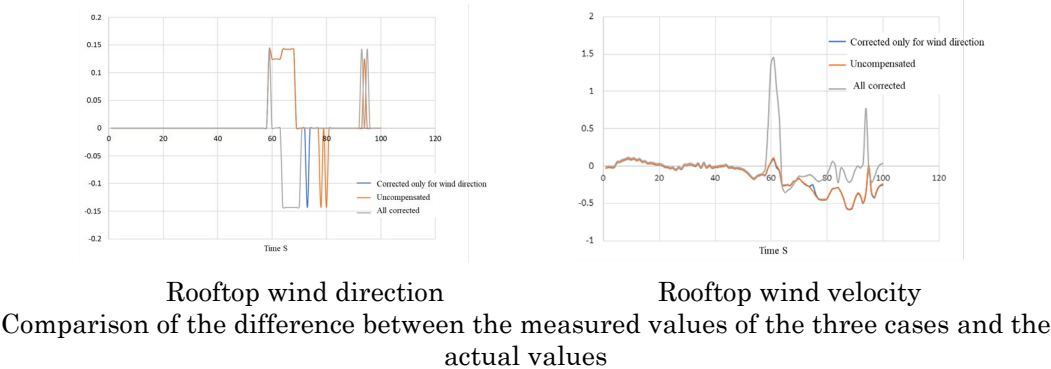 0.2
0.15
0.1
0.05
0
-0.05
-0.1
-0.15
-0.2
20
40
60
80
100
120
Corrected only for wind direction
Uncompensated
All corrected
Time S
2
1.5
1
0.5
0
-0.5
-1
0
20
40
60
80
100
120
Corrected only for wind direction
Uncompensated
All corrected
Time S
Rooftop wind direction
Rooftop wind velocity
Comparison of the difference between the measured values of the three cases and the
actual values